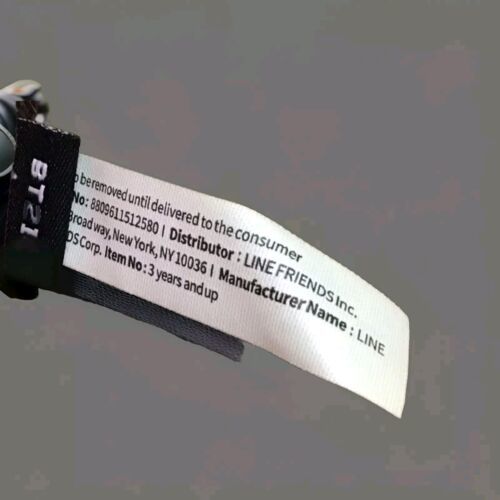 BT21
o be removed until delivered to the consumer
No: 8809611512580 | Distributor : LINE FRIENDS Inc.
Broadway, New York, NY 10036 | Manufacturer Name : LINE
DS Corp. Item No : 3 years and up